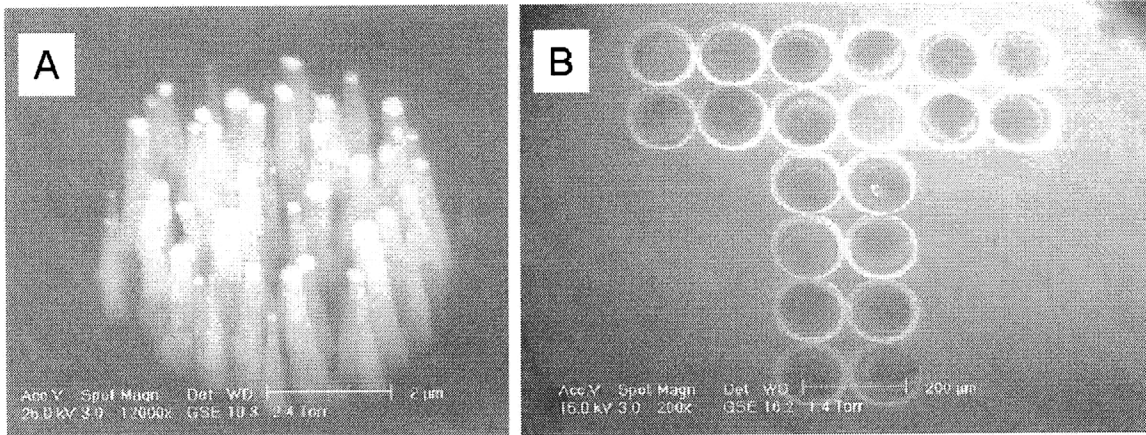 A
Acc.V Spot Magn Det WD 2 µm
25.0 kV 3.0 12000x GSE 10.3 2.4 Torr
B
Acc.V Spot Magn Det WD 200 µm
15.0 kV 3.0 200x GSE 10.2 1.4 Torr